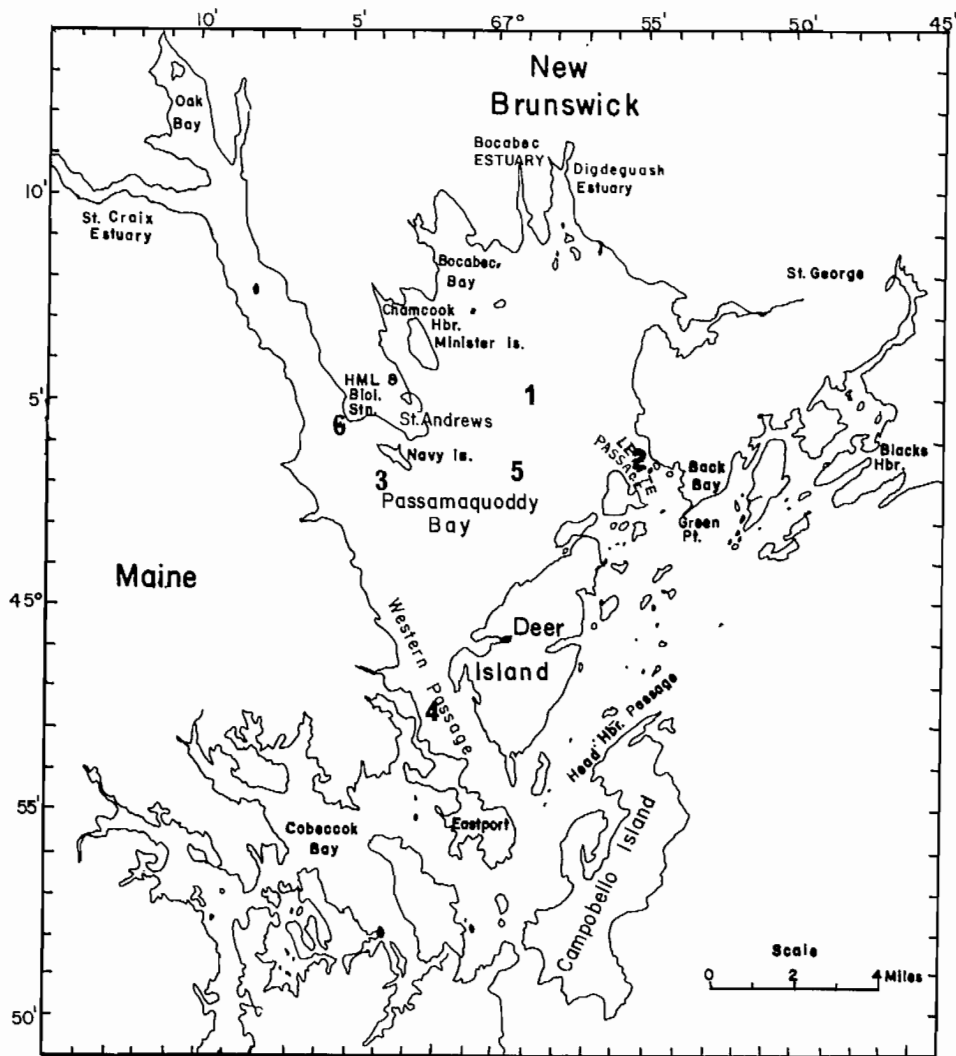 10' 5' 67° 55' 50' 45'
New
Brunswick
Oak
Bay
Bocabec
ESTUARY
Digdeguash
Estuary
10'
St. Craix
Estuary
Bocabec
Bay
St. George
Chamcook
Hbr.
Minister Is.
5'
HML &
Biol.
Stn.
1
6
St. Andrews
LETETE
PASSAGE
2
Navy Is.
5
Back
Bay
Blacks
Hbr.
3
Passamaquoddy
Bay
Green
Pt.
Maine
45°
Western Passage
Deer
Island
4
Head Hbr. Passage
55'
Cobecook
Bay
Eastport
Campobello Island
Scale
0 2 4 Miles
50'